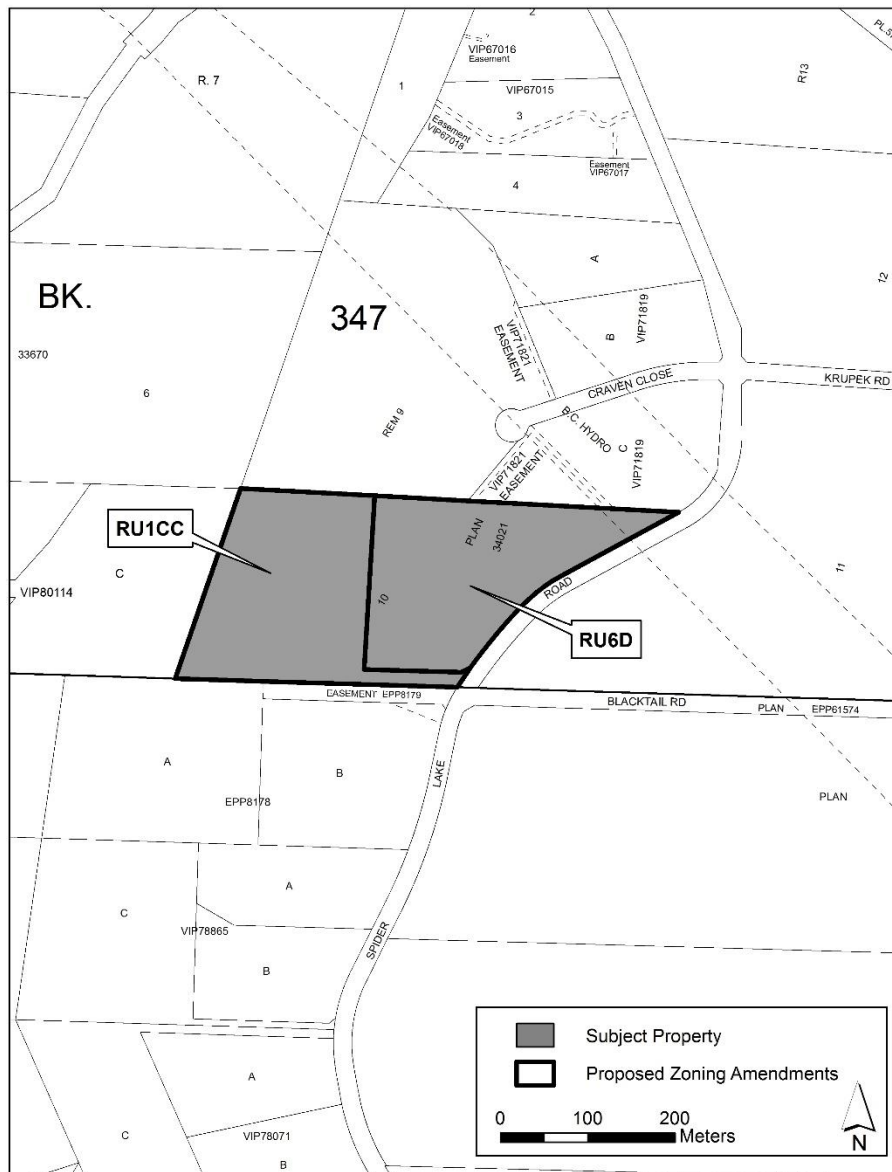 2
PL.S
VIP67016
Easement
R. 7
1
VIP67015
R13
3
Easement
VIP67018
Easement
VIP67017
4
A
12
BK.
347
VIP71821
EASEMENT
B
VIP71819
33670
6
CRAVEN CLOSE
KRUPEK RD
REM 9
B.C. HYDRO
C
VIP71819
VIP71821
EASEMENT
RU1CC
PLAN
34021
11
C
VIP80114
10
ROAD
RU6D
EASEMENT EPP8179
BLACKTAIL RD
PLAN EPP61574
A
B
LAKE
EPP8178
PLAN
A
C
VIP78865
SPIDER
B
Subject Property
Proposed Zoning Amendments
A
0 100 200
Meters
N
C
VIP78071
B